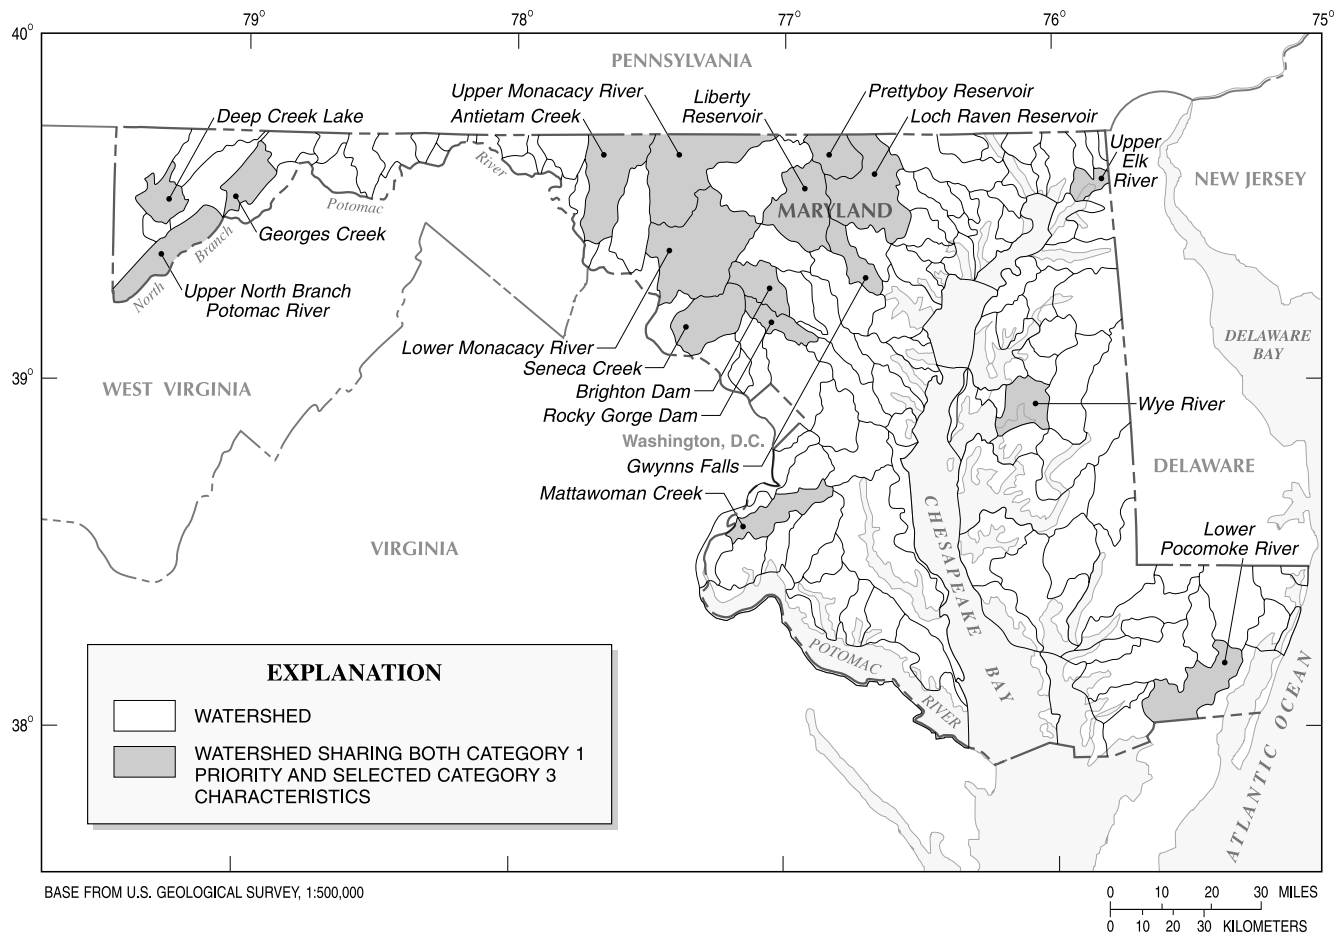 79°
78°
77°
76°
75°
40°
PENNSYLVANIA
Deep Creek Lake
Upper Monacacy River
Antietam Creek
Liberty
Reservoir
Prettyboy Reservoir
Loch Raven Reservoir
Upper
Elk
River
NEW JERSEY
River
Potomac
MARYLAND
Georges Creek
Branch
North
Upper North Branch
Potomac River
DELAWARE
BAY
Lower Monacacy River
Seneca Creek
39°
WEST VIRGINIA
Brighton Dam
Rocky Gorge Dam
Wye River
Washington, D.C.
Gwynns Falls
DELAWARE
Mattawoman Creek
CHESAPEAKE
BAY
VIRGINIA
Lower
Pocomoke River
POTOMAC
RIVER
ATLANTIC OCEAN
38°
EXPLANATION
WATERSHED
WATERSHED SHARING BOTH CATEGORY 1
PRIORITY AND SELECTED CATEGORY 3
CHARACTERISTICS
BASE FROM U.S. GEOLOGICAL SURVEY, 1:500,000
0 10 20 30 MILES
0 10 20 30 KILOMETERS